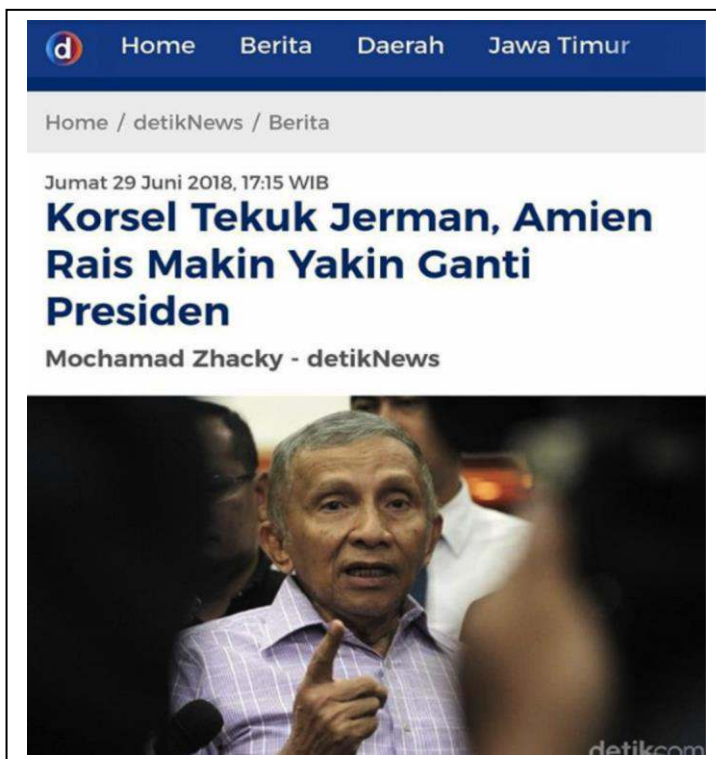 d Home Berita Daerah Jawa Timur
Home / detikNews / Berita
Jumat 29 Juni 2018, 17:15 WIB
Korsel Tekuk Jerman, Amien
Rais Makin Yakin Ganti
Presiden
Mochamad Zhacky - detikNews
detikcom